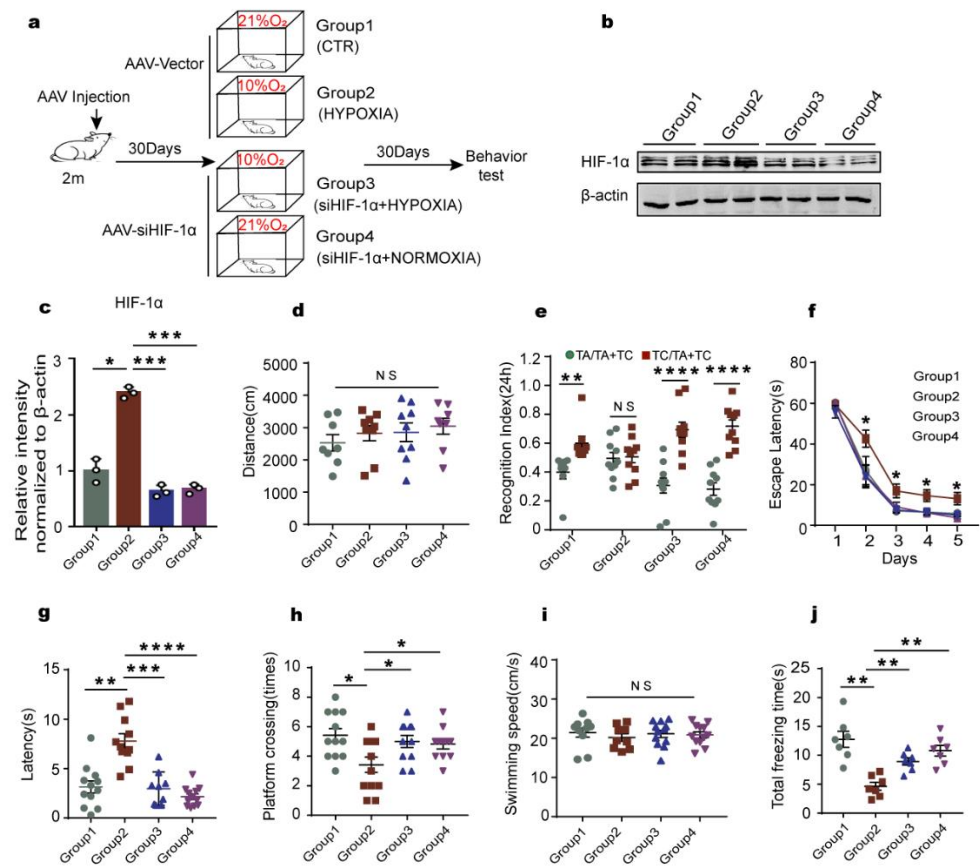 a
21%O₂
Group1
(CTR)
AAV-Vector
AAV Injection
10%O₂
Group2
(HYPOXIA)
30Days
2m
10%O₂
Group3
(siHIF-1α+HYPOXIA)
30Days
Behavior
test
AAV-siHIF-1α
21%O₂
Group4
(siHIF-1α+NORMOXIA)
b
Group1
Group2
Group3
Group4
HIF-1α
β-actin
c
HIF-1α
Relative intensity
normalized to β-actin
3
2
1
0
*
***
***
Group1
Group2
Group3
Group4
d
Distance(cm)
6000
5000
4000
3000
2000
1000
0
NS
Group1
Group2
Group3
Group4
e
TA/TA+TC
TC/TA+TC
Recognition Index(24h)
1.2
1.0
0.8
0.6
0.4
0.2
0
**
NS
****
****
Group1
Group2
Group3
Group4
f
Escape Latency(s)
80
60
40
20
0
Group1
Group2
Group3
Group4
*
*
*
*
1
2
3
4
5
Days
g
Latency(s)
15
10
5
0
**
***
****
Group1
Group2
Group3
Group4
h
Platform crossing(times)
10
8
6
4
2
0
*
*
*
Group1
Group2
Group3
Group4
i
Swimming speed(cm/s)
40
30
20
10
0
NS
Group1
Group2
Group3
Group4
j
Total freezing time(s)
25
20
15
10
5
0
**
**
**
Group1
Group2
Group3
Group4